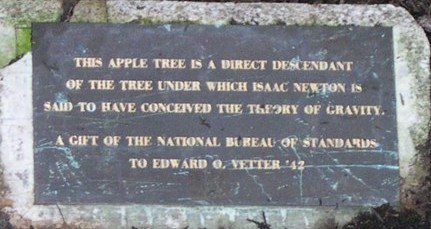 THIS APPLE TREE IS A DIRECT DESCENDANT
OF THE TREE UNDER WHICH ISAAC NEWTON IS
SAID TO HAVE CONCEIVED THE THEORY OF GRAVITY.
A GIFT OF THE NATIONAL BUREAU OF STANDARDS
TO EDWARD O. VETTER '42